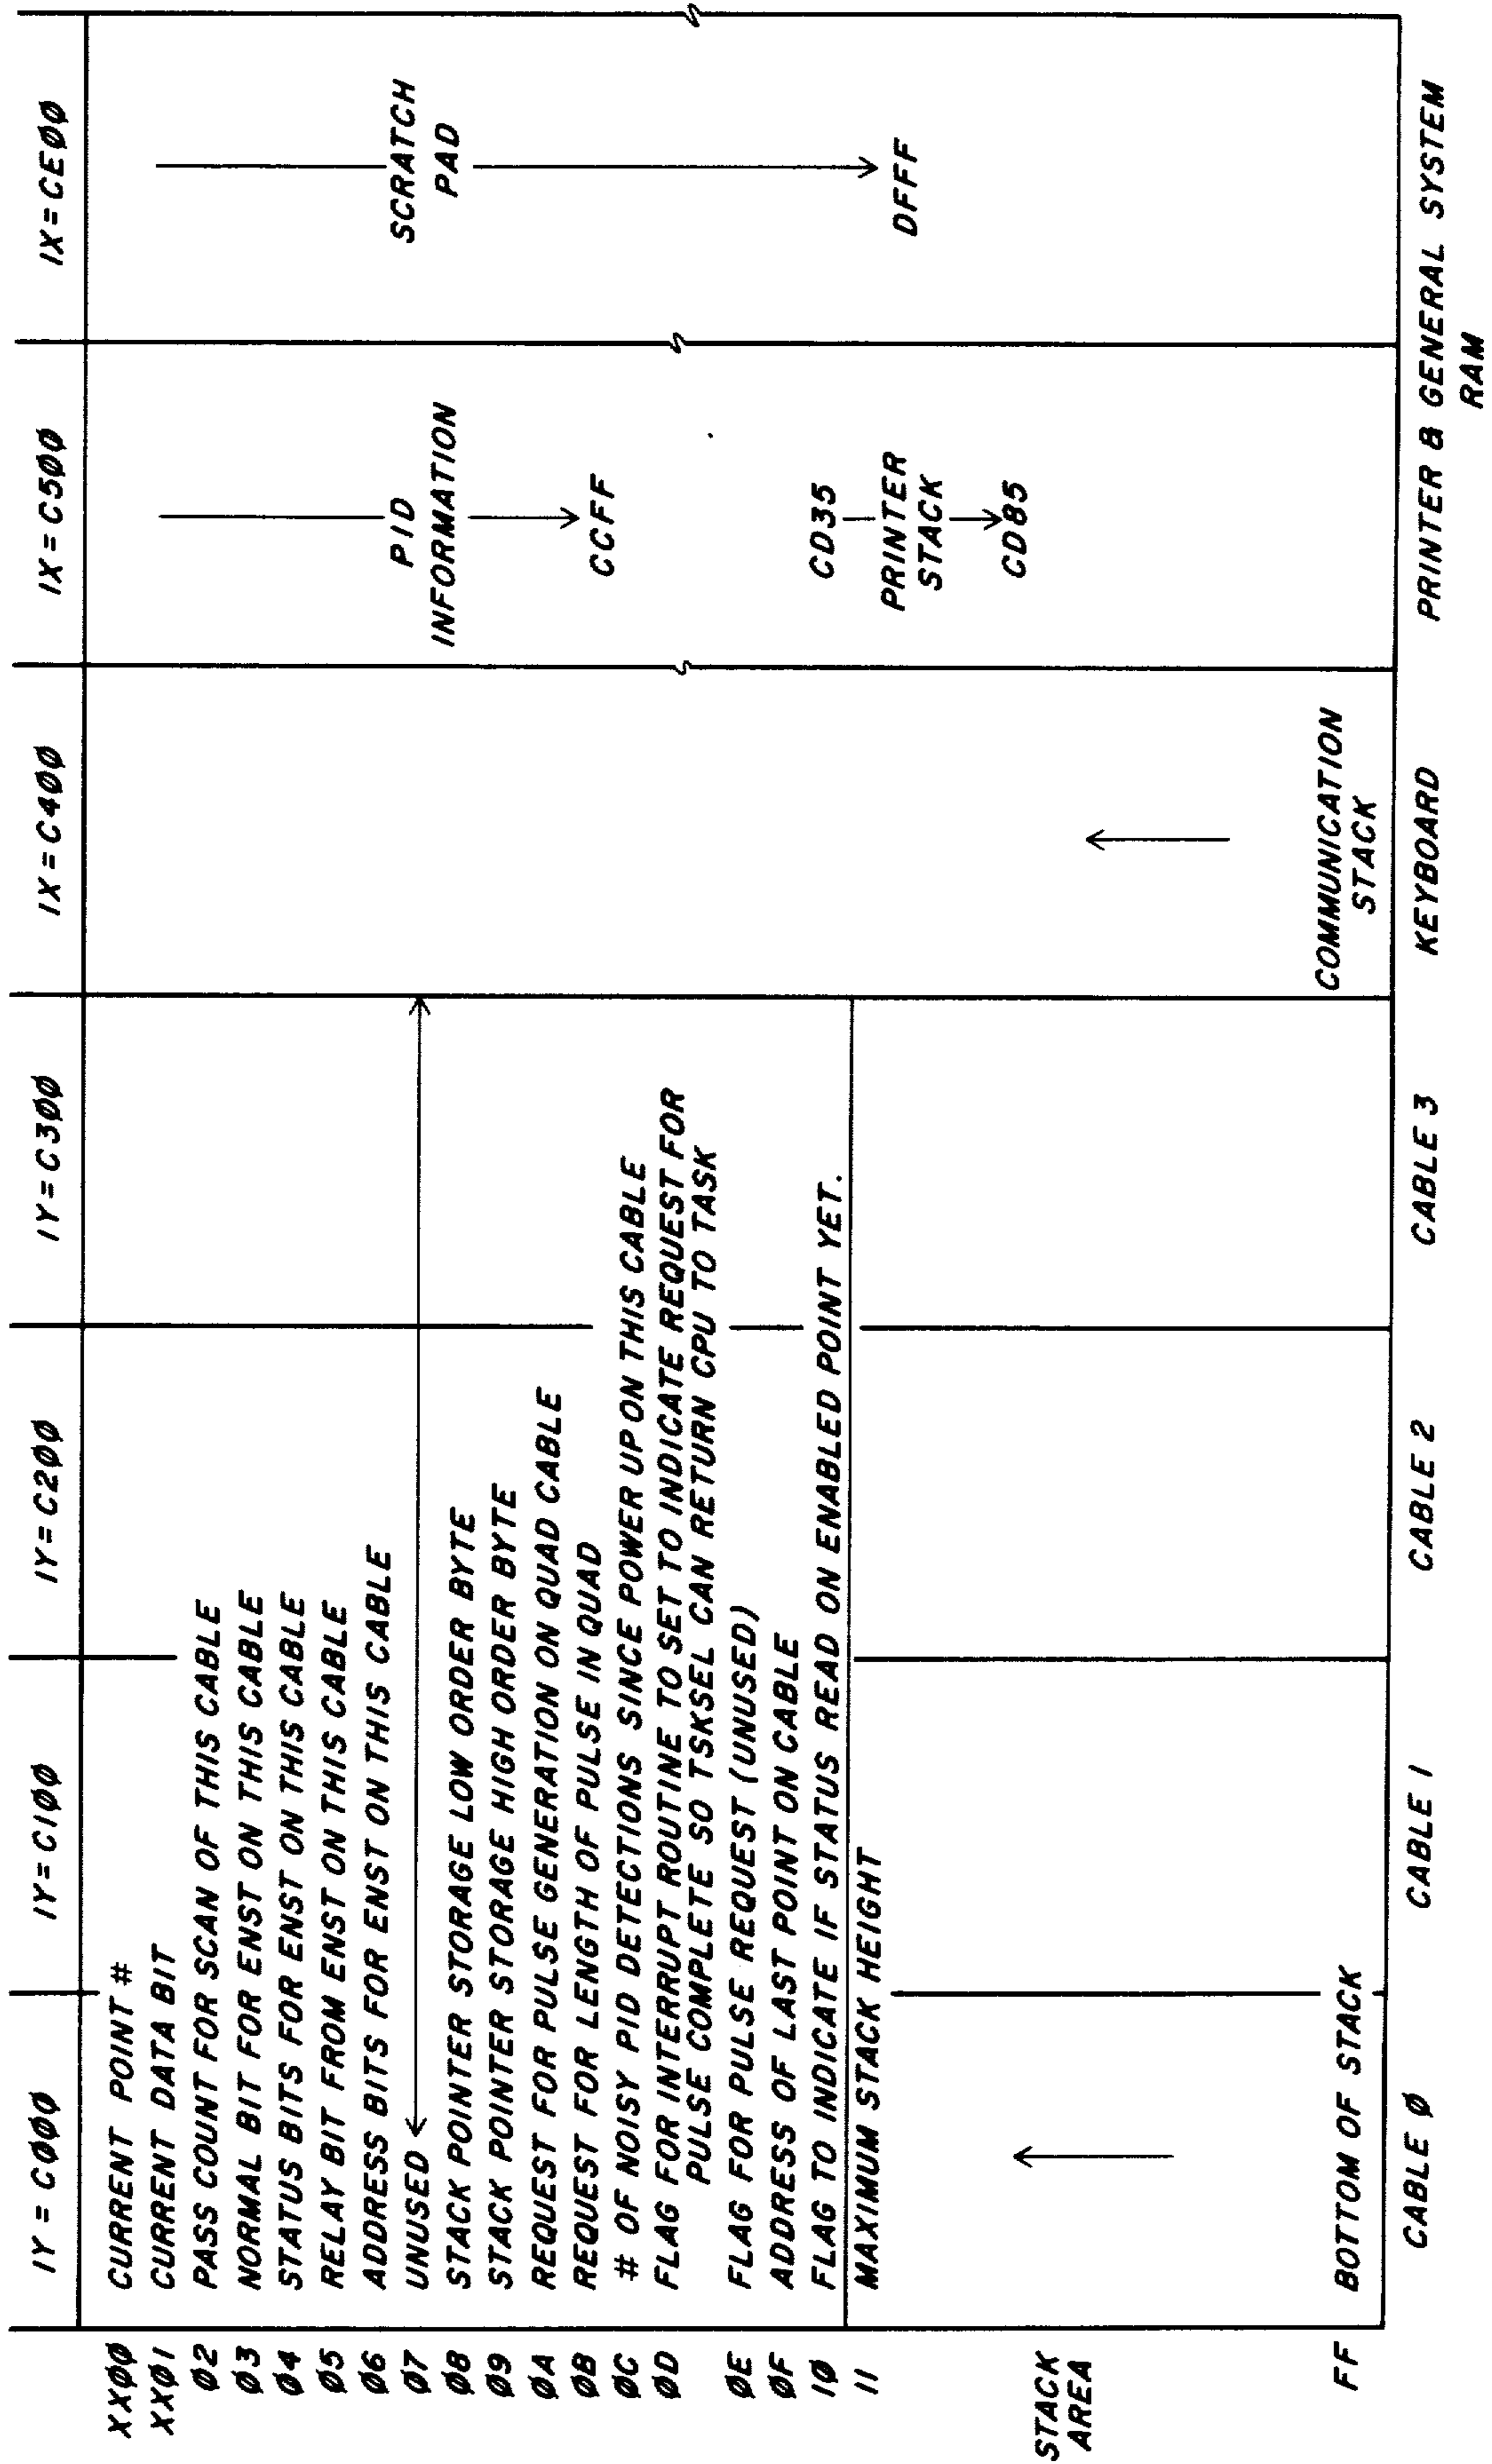 IY = CØØØ
IY = C1ØØ
IY = C2ØØ
IY = C3ØØ
IX = C4ØØ
IX = C5ØØ
IX = CEØØ
XXØØ CURRENT POINT #
XXØ1 CURRENT DATA BIT
Ø2 PASS COUNT FOR SCAN OF THIS CABLE
Ø3 NORMAL BIT FOR ENST ON THIS CABLE
Ø4 STATUS BITS FOR ENST ON THIS CABLE
Ø5 RELAY BIT FROM ENST ON THIS CABLE
Ø6 ADDRESS BITS FOR ENST ON THIS CABLE
Ø7 UNUSED
Ø8 STACK POINTER STORAGE LOW ORDER BYTE
Ø9 STACK POINTER STORAGE HIGH ORDER BYTE
ØA REQUEST FOR PULSE GENERATION ON QUAD CABLE
ØB REQUEST FOR LENGTH OF PULSE IN QUAD
ØC # OF NOISY PID DETECTIONS SINCE POWER UP ON THIS CABLE
ØD FLAG FOR INTERRUPT ROUTINE TO SET TO INDICATE REQUEST FOR
PULSE COMPLETE SO TSKSEL CAN RETURN CPU TO TASK
ØE FLAG FOR PULSE REQUEST (UNUSED)
ØF ADDRESS OF LAST POINT ON CABLE
1Ø FLAG TO INDICATE IF STATUS READ ON ENABLED POINT YET.
11 MAXIMUM STACK HEIGHT
STACK
AREA
FF BOTTOM OF STACK
COMMUNICATION
STACK
PID
INFORMATION
CCFF
CD35
PRINTER
STACK
CD85
SCRATCH
PAD
DFFF
CABLE Ø
CABLE 1
CABLE 2
CABLE 3
KEYBOARD
PRINTER & GENERAL SYSTEM
RAM